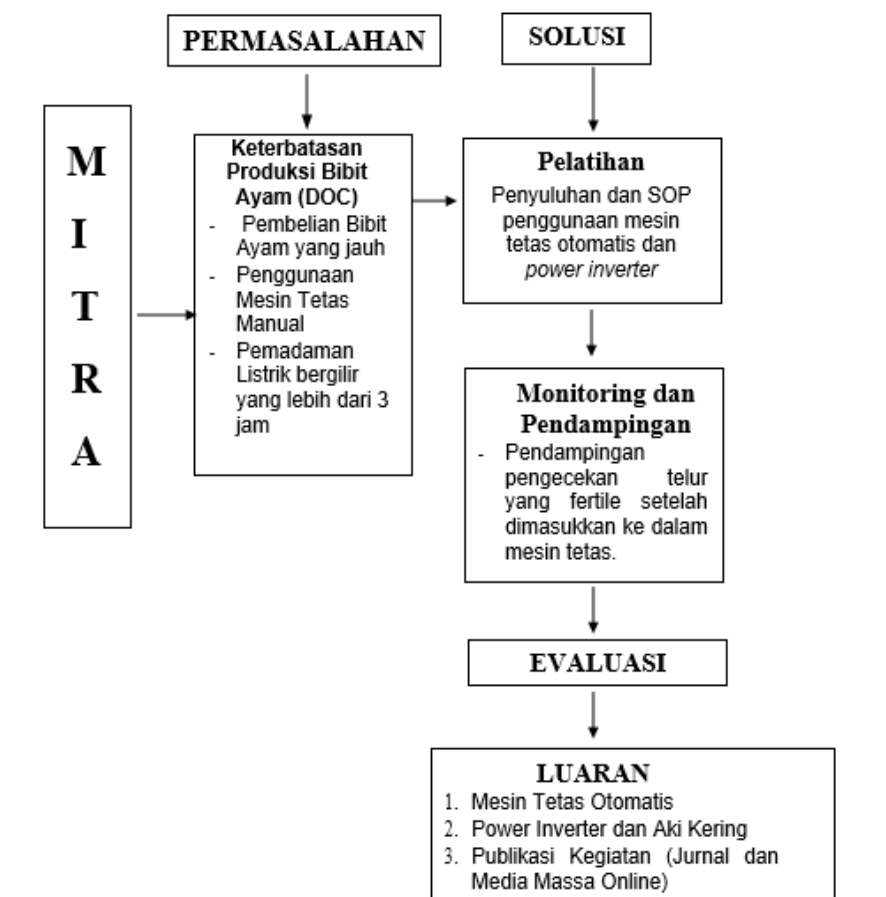 PERMASALAHAN
SOLUSI
M
I
T
R
A
Keterbatasan
Produksi Bibit
Ayam (DOC)
- Pembelian Bibit
Ayam yang jauh
- Penggunaan
Mesin Tetas
Manual
- Pemadaman
Listrik bergilir
yang lebih dari 3
jam
Pelatihan
Penyuluhan dan SOP
penggunaan mesin
tetas otomatis dan
power inverter
Monitoring dan
Pendampingan
- Pendampingan
pengecekan telur
yang fertile setelah
dimasukkan ke dalam
mesin tetas.
EVALUASI
LUARAN
1. Mesin Tetas Otomatis
2. Power Inverter dan Aki Kering
3. Publikasi Kegiatan (Jurnal dan
Media Massa Online)